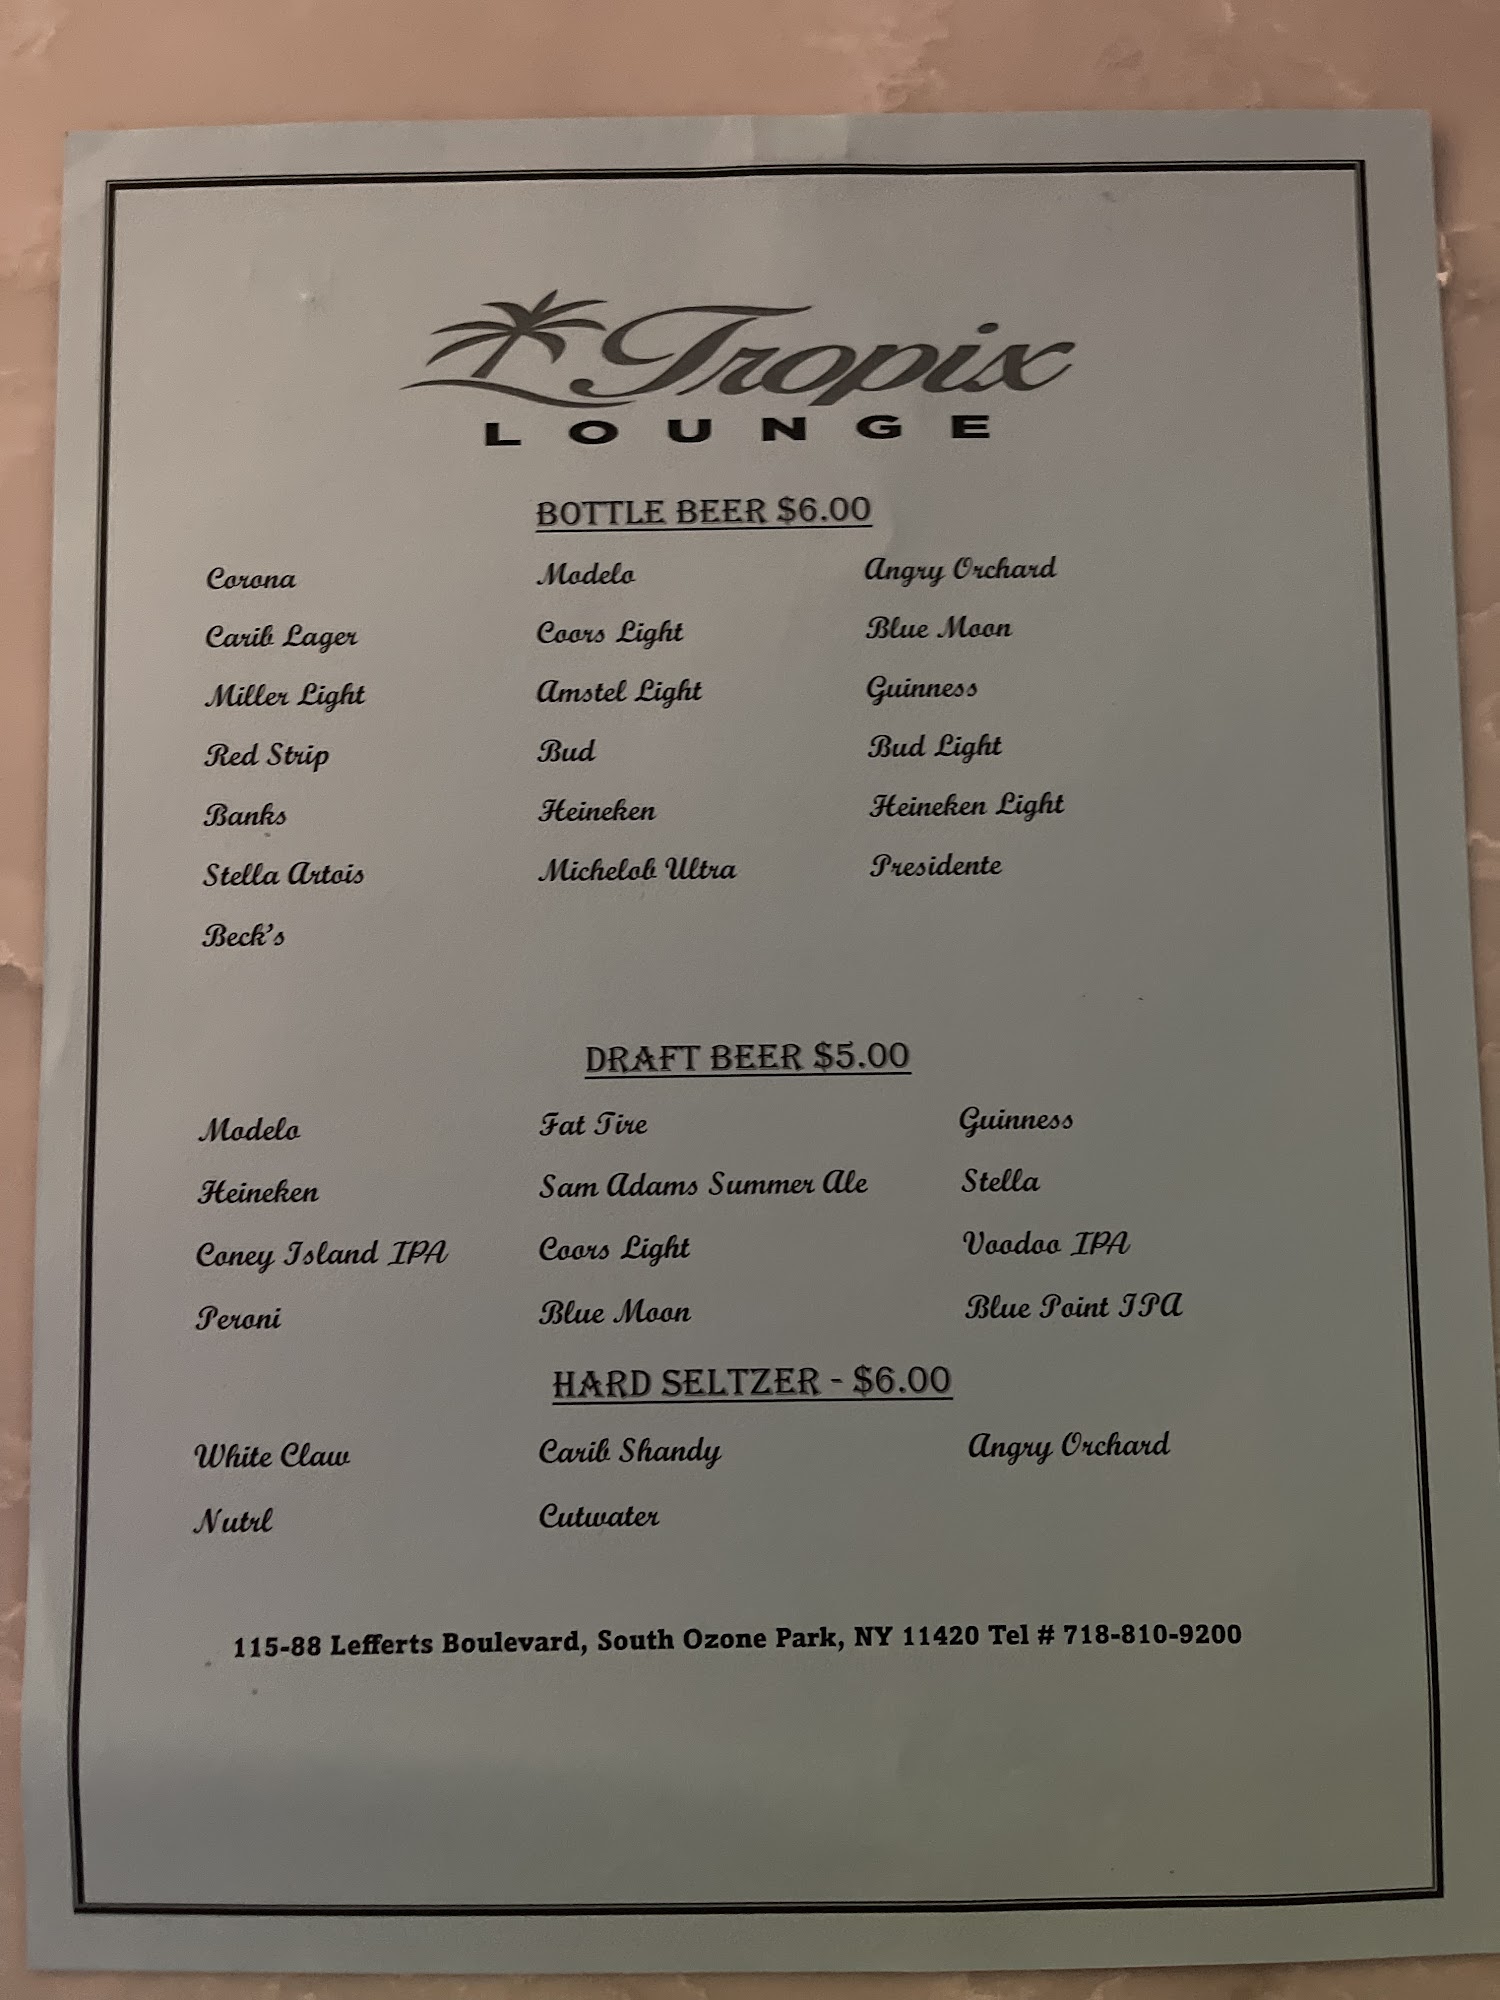 Tropix
LOUNGE
BOTTLE BEER $6.00
Corona Modelo Angry Orchard
Carib Lager Coors Light Blue Moon
Miller Light Amstel Light Guinness
Red Strip Bud Bud Light
Banks Heineken Heineken Light
Stella Artois Michelob Ultra Presidente
Beck's
DRAFT BEER $5.00
Modelo Fat Tire Guinness
Heineken Sam Adams Summer Ale Stella
Coney Island IPA Coors Light Voodoo IPA
Peroni Blue Moon Blue Point IPA
HARD SELTZER - $6.00
White Claw Carib Shandy Angry Orchard
Nutrl Cutwater
115-88 Lefferts Boulevard, South Ozone Park, NY 11420 Tel # 718-810-9200